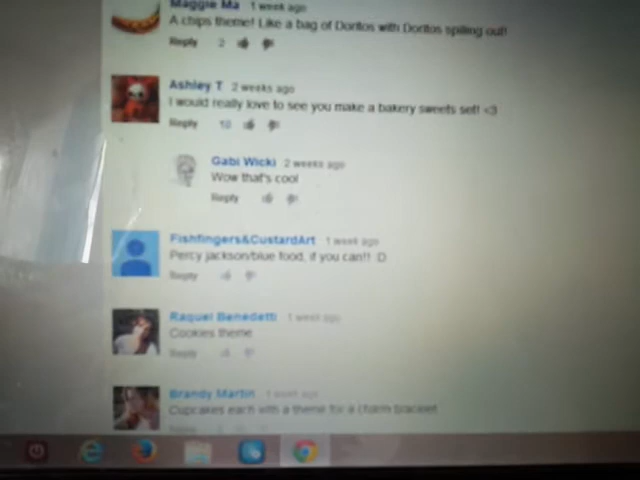 Maggie Ma 1 week ago
A chips theme! Like a bag of Doritos with Doritos spilling out!
Reply 2
Ashley T 2 weeks ago
I would really love to see you make a bakery sweets set! <3
Reply 10
Gabi Wicki 2 weeks ago
Wow that's cool
Reply
Fishfingers&CustardArt 1 week ago
Percy jackson/blue food, if you can!! :D
Reply
Raquel Benedetti 1 week ago
Cookies theme
Reply
Brandy Martin 1 week ago
Cupcakes each with a theme for a charm bracelet
Reply